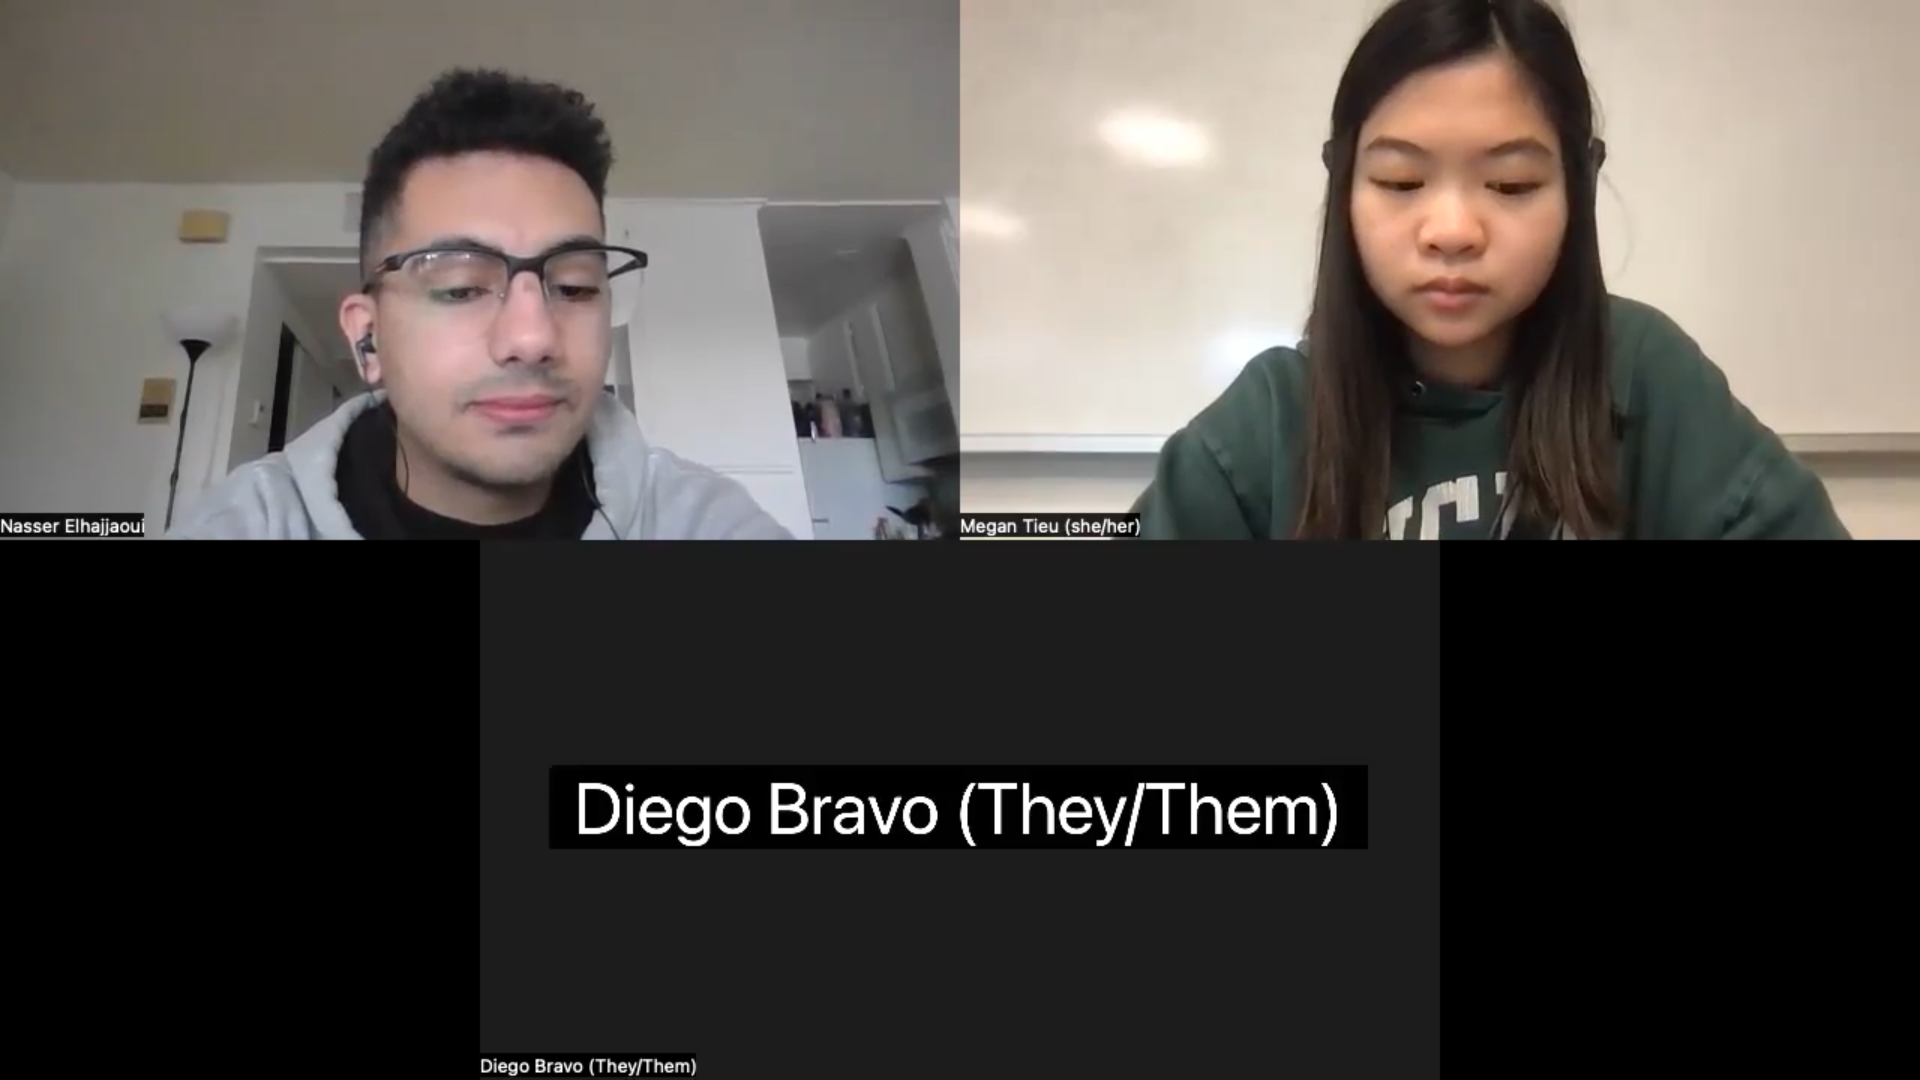 Nasser Elhajjaoui
Megan Tieu (she/her)
Diego Bravo (They/Them)
Diego Bravo (They/Them)